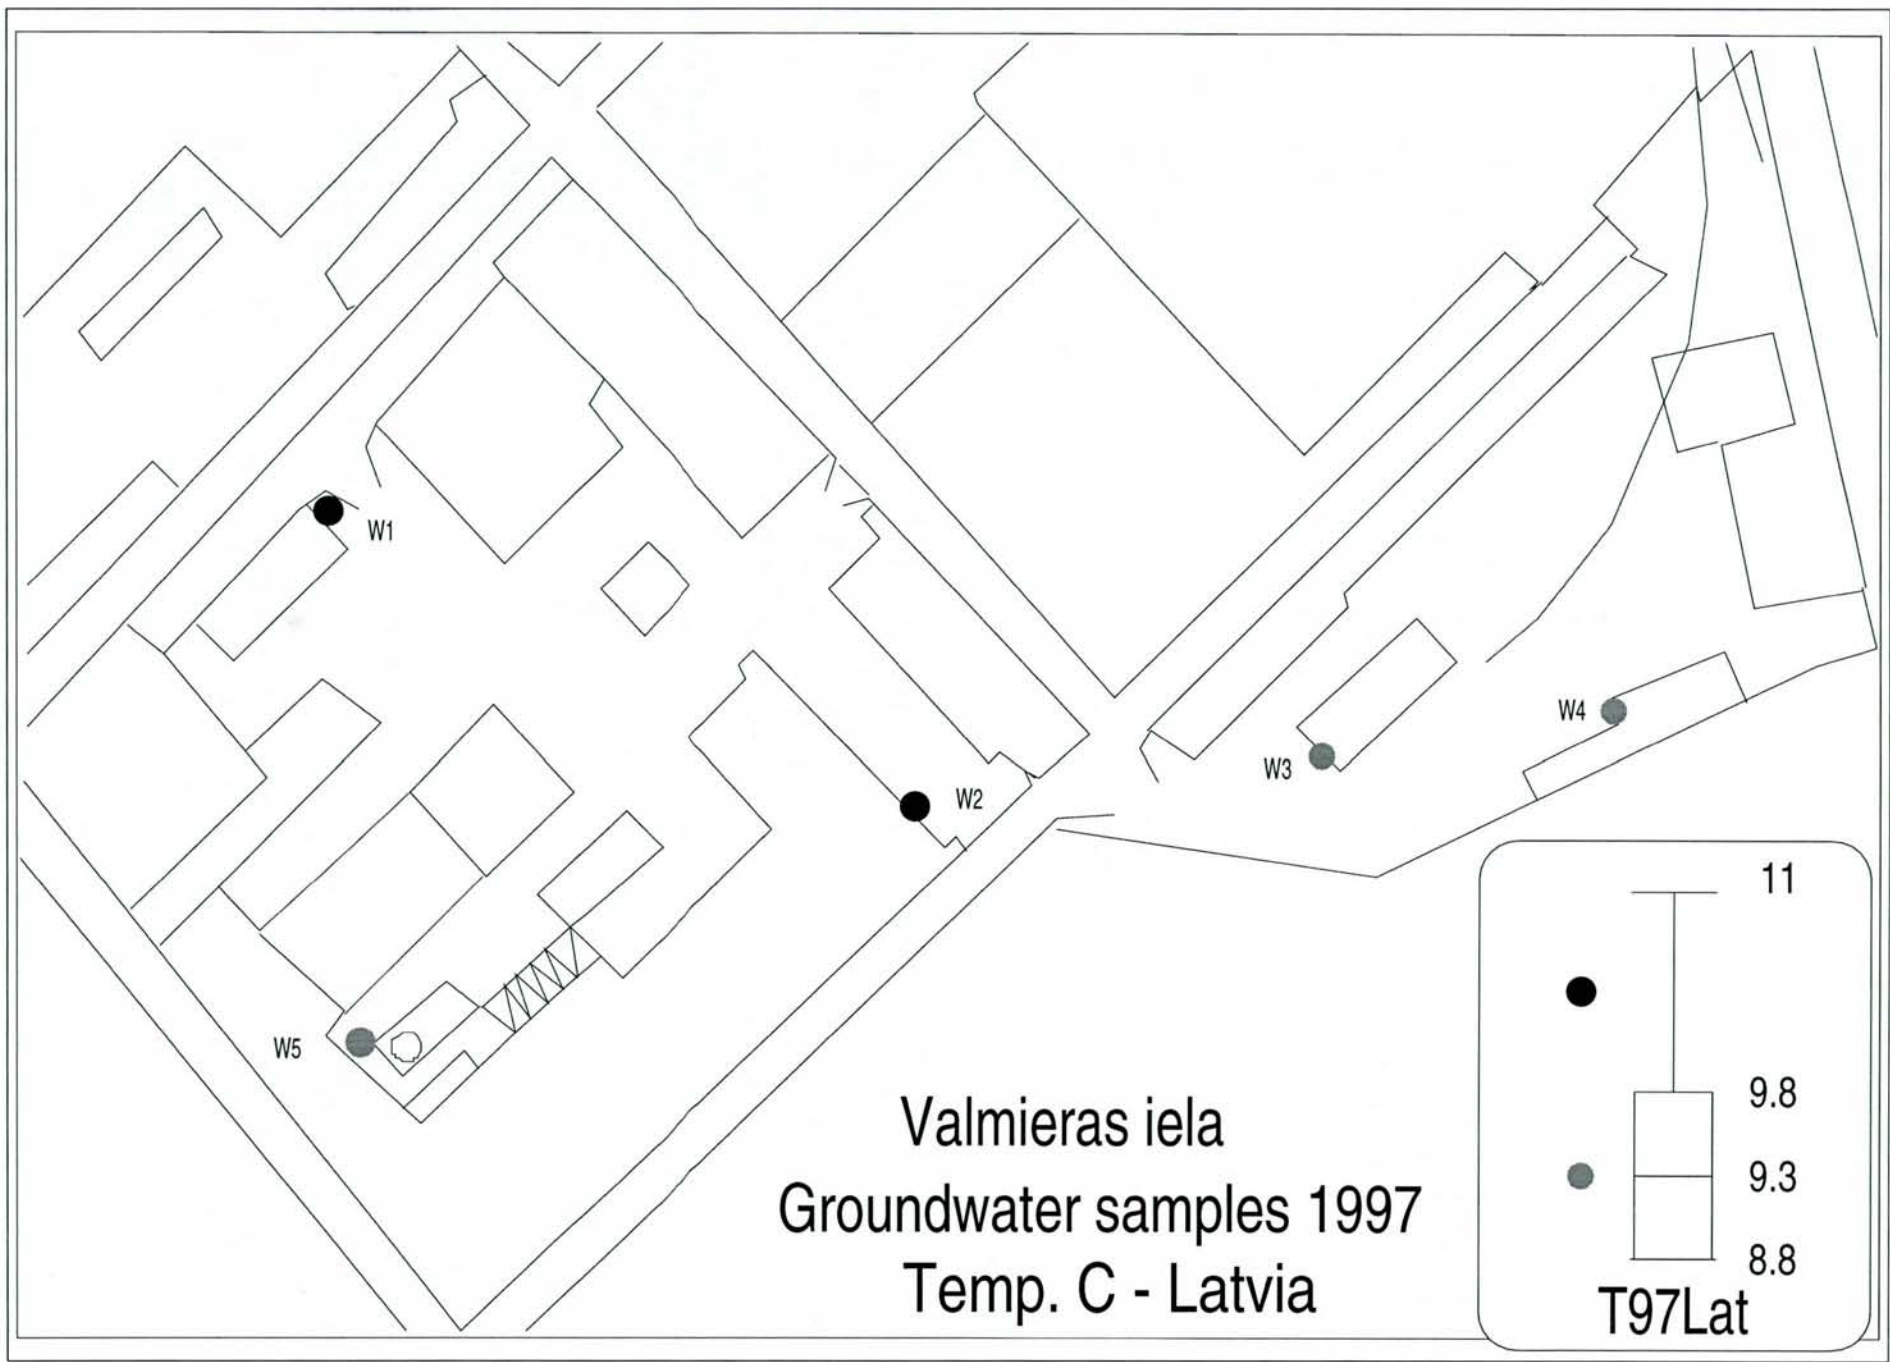 W1
W2
W3
W4
W5
Valmieras iela
Groundwater samples 1997
Temp. C - Latvia
11
9.8
9.3
8.8
T97Lat